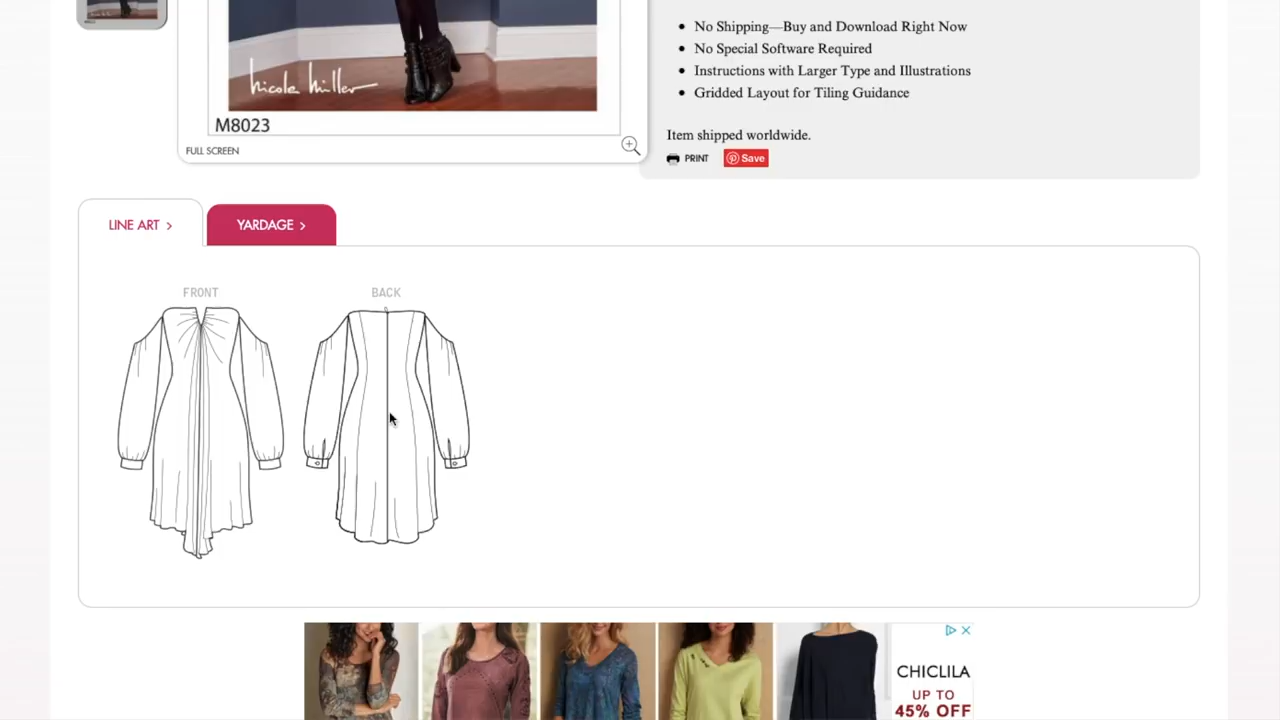 No Shipping—Buy and Download Right Now
No Special Software Required
Instructions with Larger Type and Illustrations
Gridded Layout for Tiling Guidance
nicole miller
M8023
FULL SCREEN
Item shipped worldwide.
PRINT
Save
LINE ART >
YARDAGE >
FRONT
BACK
CHICLILA
UP TO
45% OFF